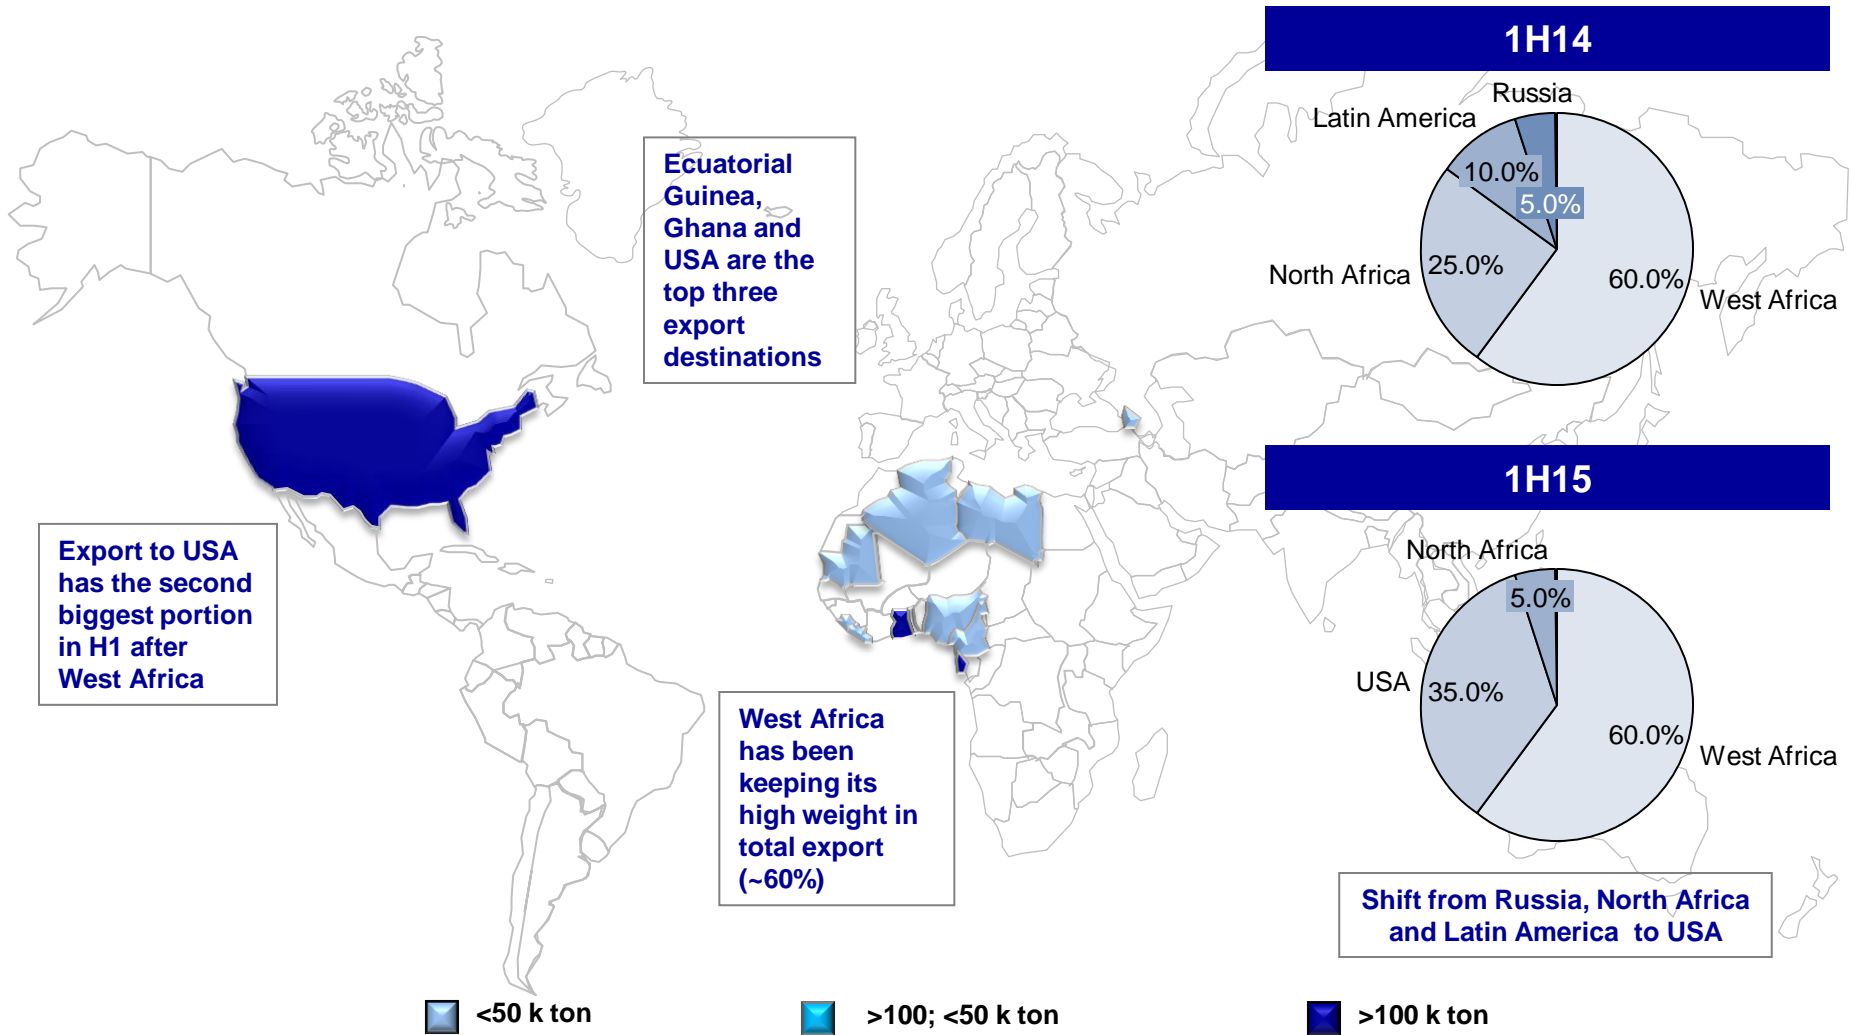 1H14
Russia
Latin America
10.0%
5.0%
North Africa
25.0%
60.0%
West Africa
Ecuatorial
Guinea,
Ghana and
USA are the
top three
export
destinations
1H15
North Africa
5.0%
USA
35.0%
60.0%
West Africa
Export to USA
has the second
biggest portion
in H1 after
West Africa
West Africa
has been
keeping its
high weight in
total export
(~60%)
Shift from Russia, North Africa
and Latin America  to USA
<50 k ton
>100; <50 k ton
>100 k ton